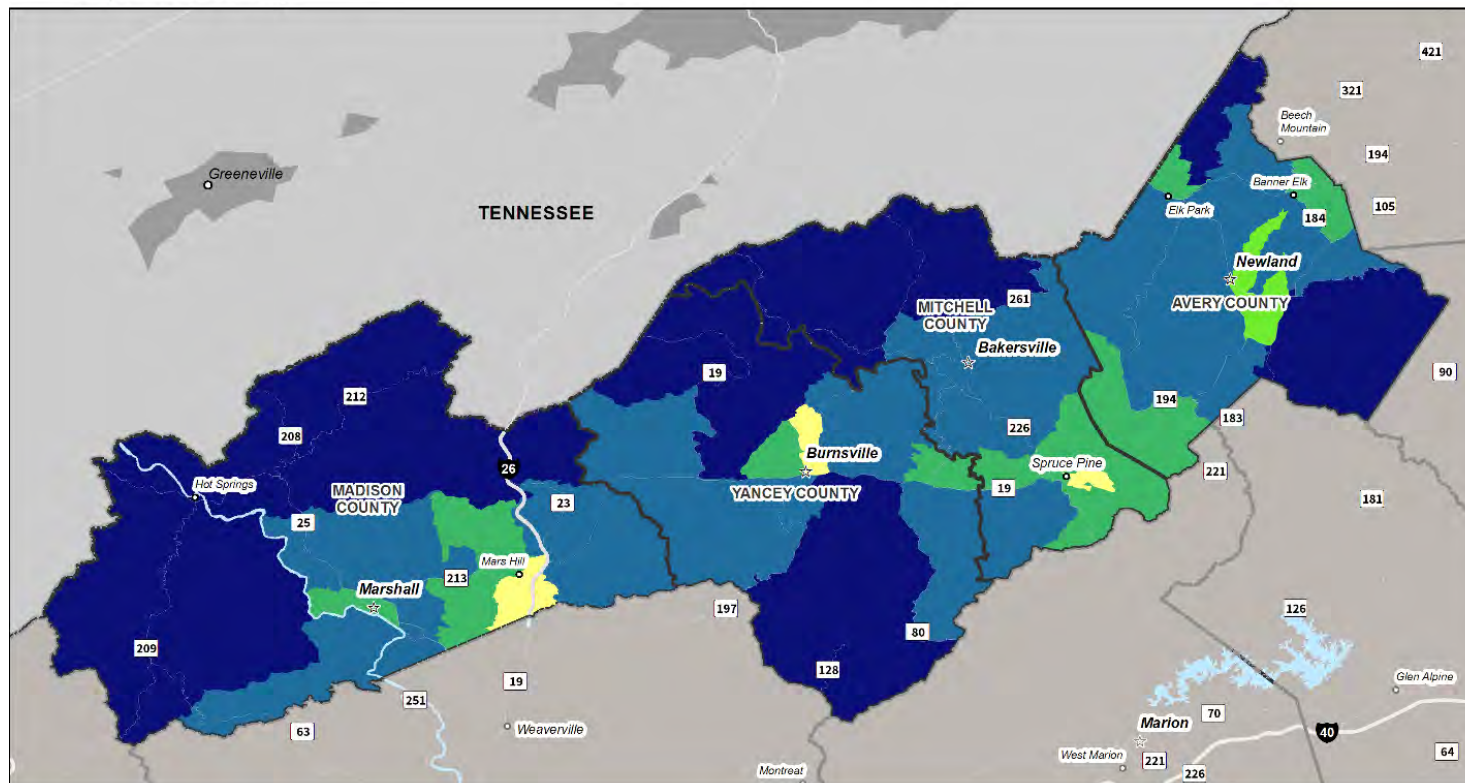 421
321
Beech
Mountain
194
Greeneville
Banner Elk
TENNESSEE
Elk Park
184
105
Newland
261
MITCHELL
COUNTY
AVERY COUNTY
Bakersville
19
90
212
194
183
208
226
Burnsville
Spruce Pine
26
221
Hot Springs
MADISON
COUNTY
YANCEY COUNTY
19
23
181
25
Mars Hill
213
Marshall
197
126
80
209
128
19
251
Glen Alpine
63
Weaverville
70
Marion
40
64
West Marion
221
226
Montreat